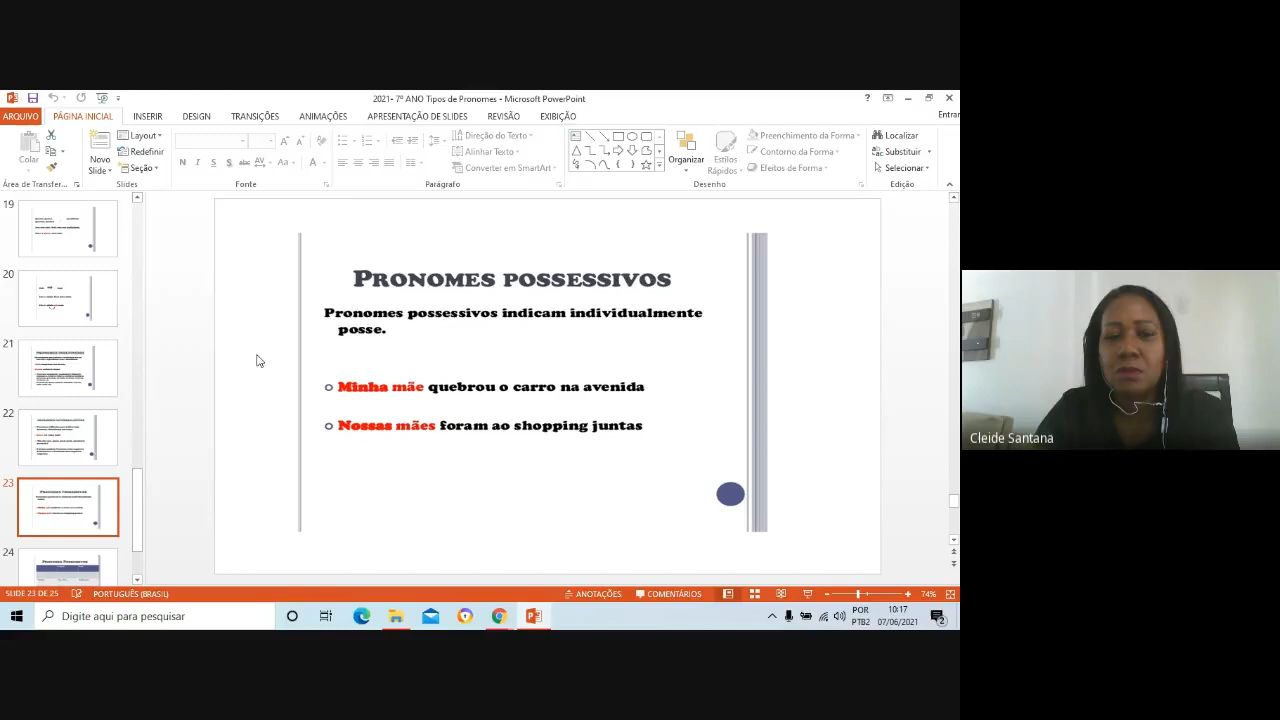 2021- 7º ANO Tipos de Pronomes - Microsoft PowerPoint
ARQUIVO PÁGINA INICIAL INSERIR DESIGN TRANSIÇÕES ANIMAÇÕES APRESENTAÇÃO DE SLIDES REVISÃO EXIBIÇÃO Entrar
Colar
Novo
Slide
Layout
Redefinir
Seção
N I S S abc AV Aa A
Direção do Texto
Alinhar Texto
Converter em SmartArt
Organizar
Estilos
Rápidos
Preenchimento da Forma
Contorno da Forma
Efeitos de Forma
Localizar
Substituir
Selecionar
Área de Transfer... Slides Fonte Parágrafo Desenho Edição
19
20
21
22
23
24
PRONOMES POSSESSIVOS
Pronomes possessivos indicam individualmente
posse.
Minha mãe quebrou o carro na avenida
Nossas mães foram ao shopping juntas
Cleide Santana
SLIDE 23 DE 25 PORTUGUÊS (BRASIL) ANOTAÇÕES COMENTÁRIOS 74%
Digite aqui para pesquisar
POR
PTB2
10:17
07/06/2021
2